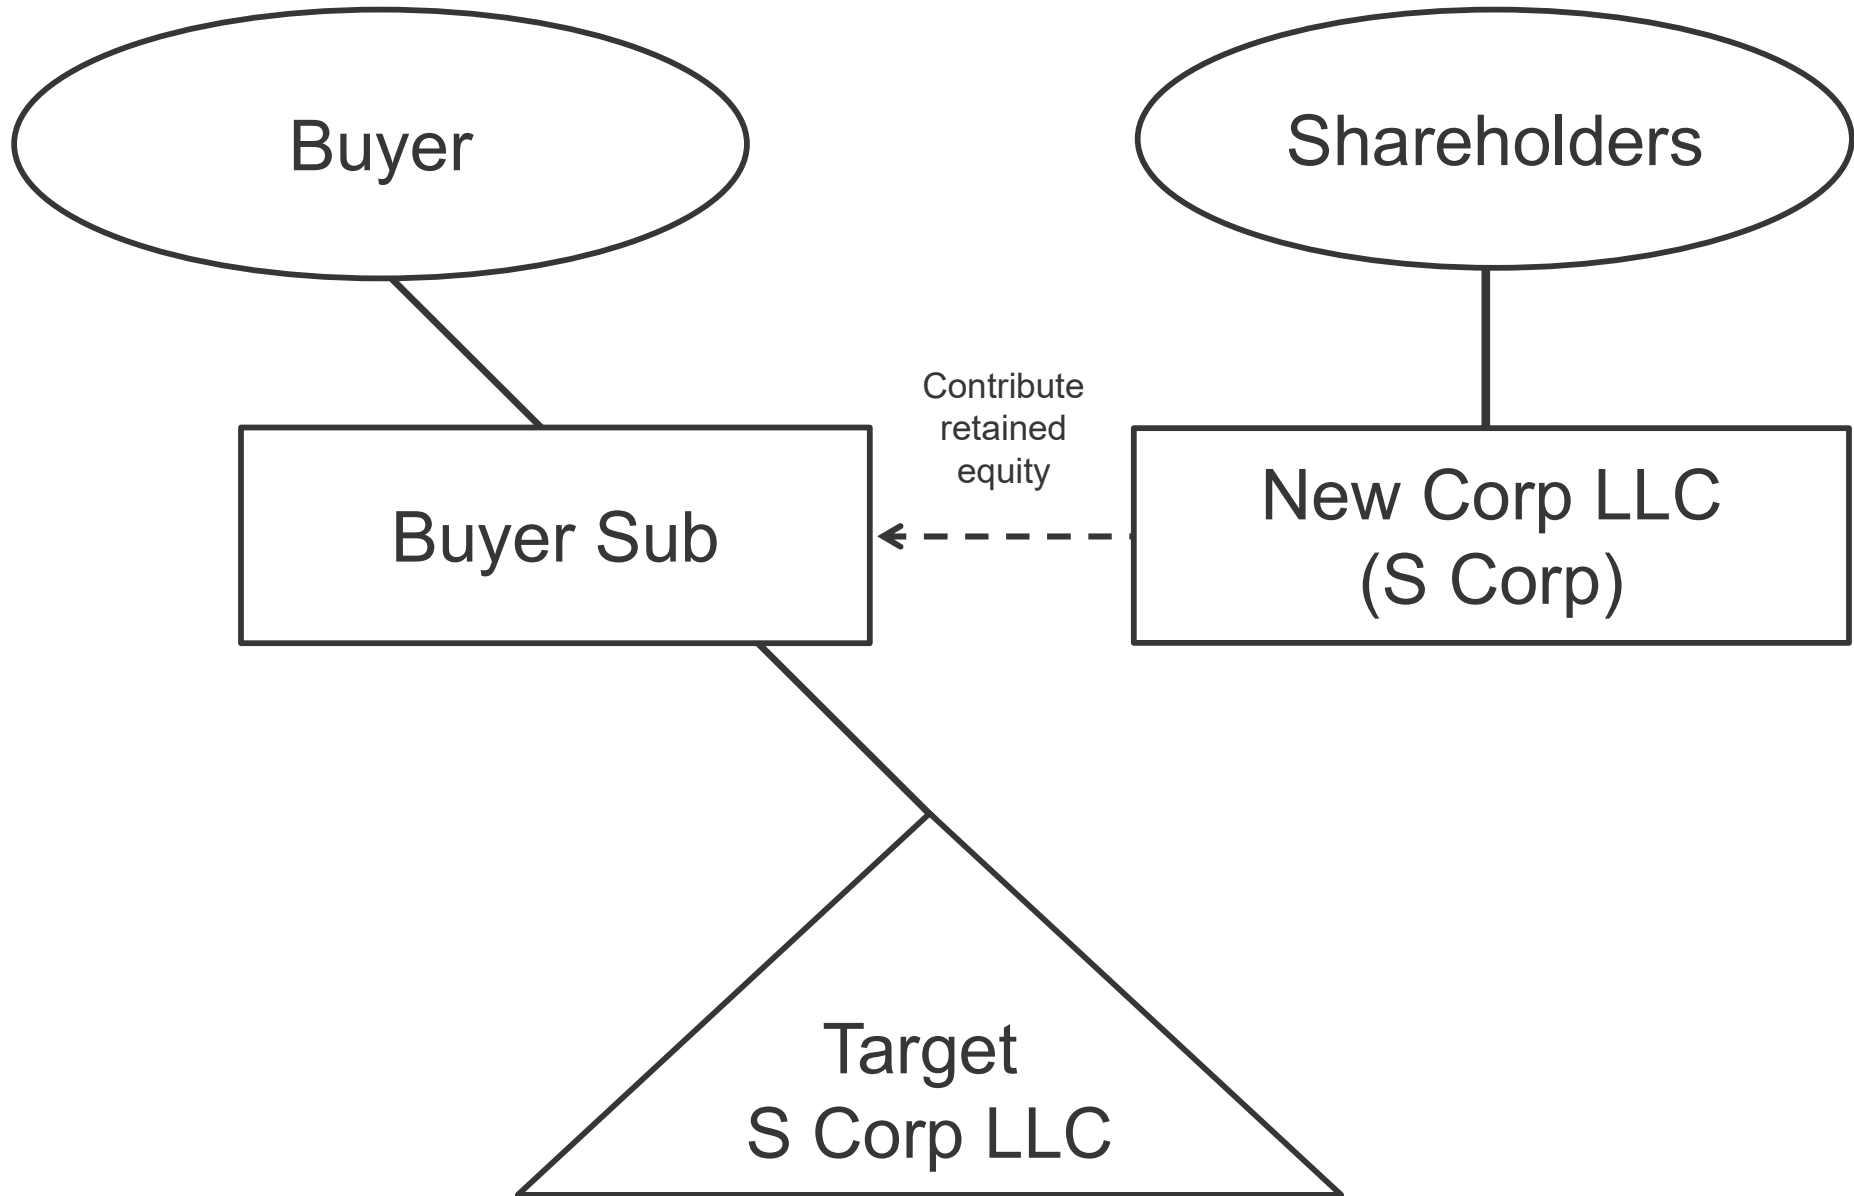 Buyer
Shareholders
Contribute
retained
equity
Buyer Sub
New Corp LLC
(S Corp)
Target
S Corp LLC